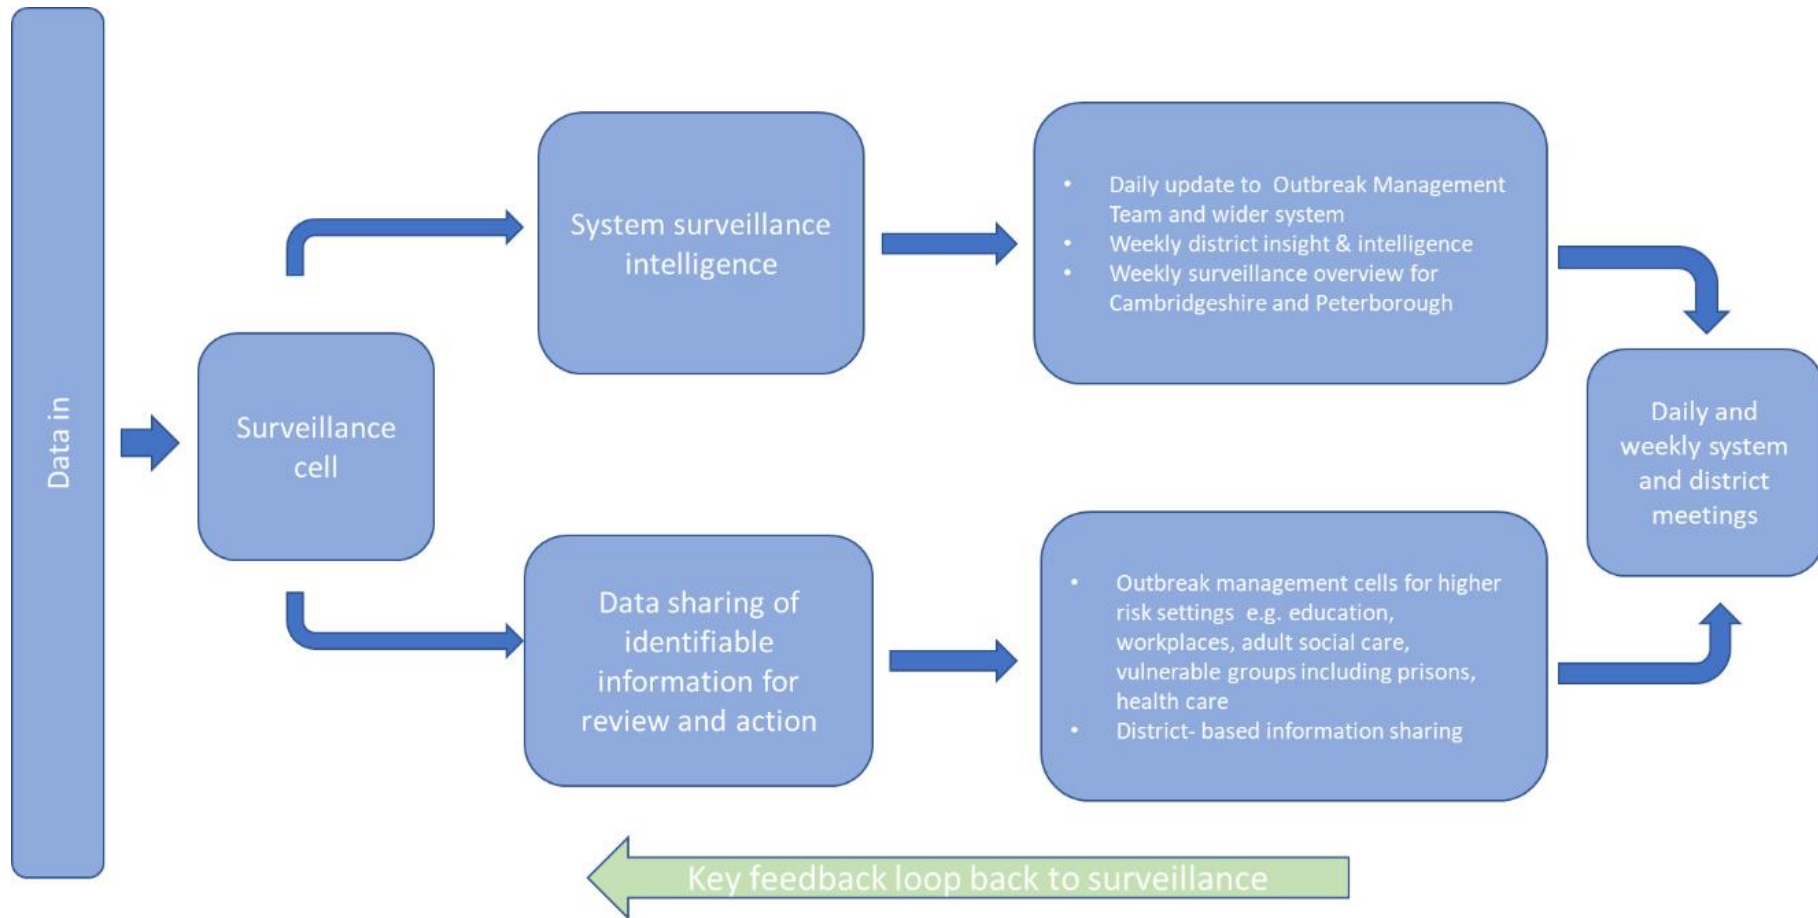 Data in
Surveillance
cell
System surveillance
intelligence
• Daily update to Outbreak Management
Team and wider system
• Weekly district insight & intelligence
• Weekly surveillance overview for
Cambridgeshire and Peterborough
Data sharing of
identifiable
information for
review and action
• Outbreak management cells for higher
risk settings e.g. education,
workplaces, adult social care,
vulnerable groups including prisons,
health care
• District- based information sharing
Daily and
weekly system
and district
meetings
Key feedback loop back to surveillance